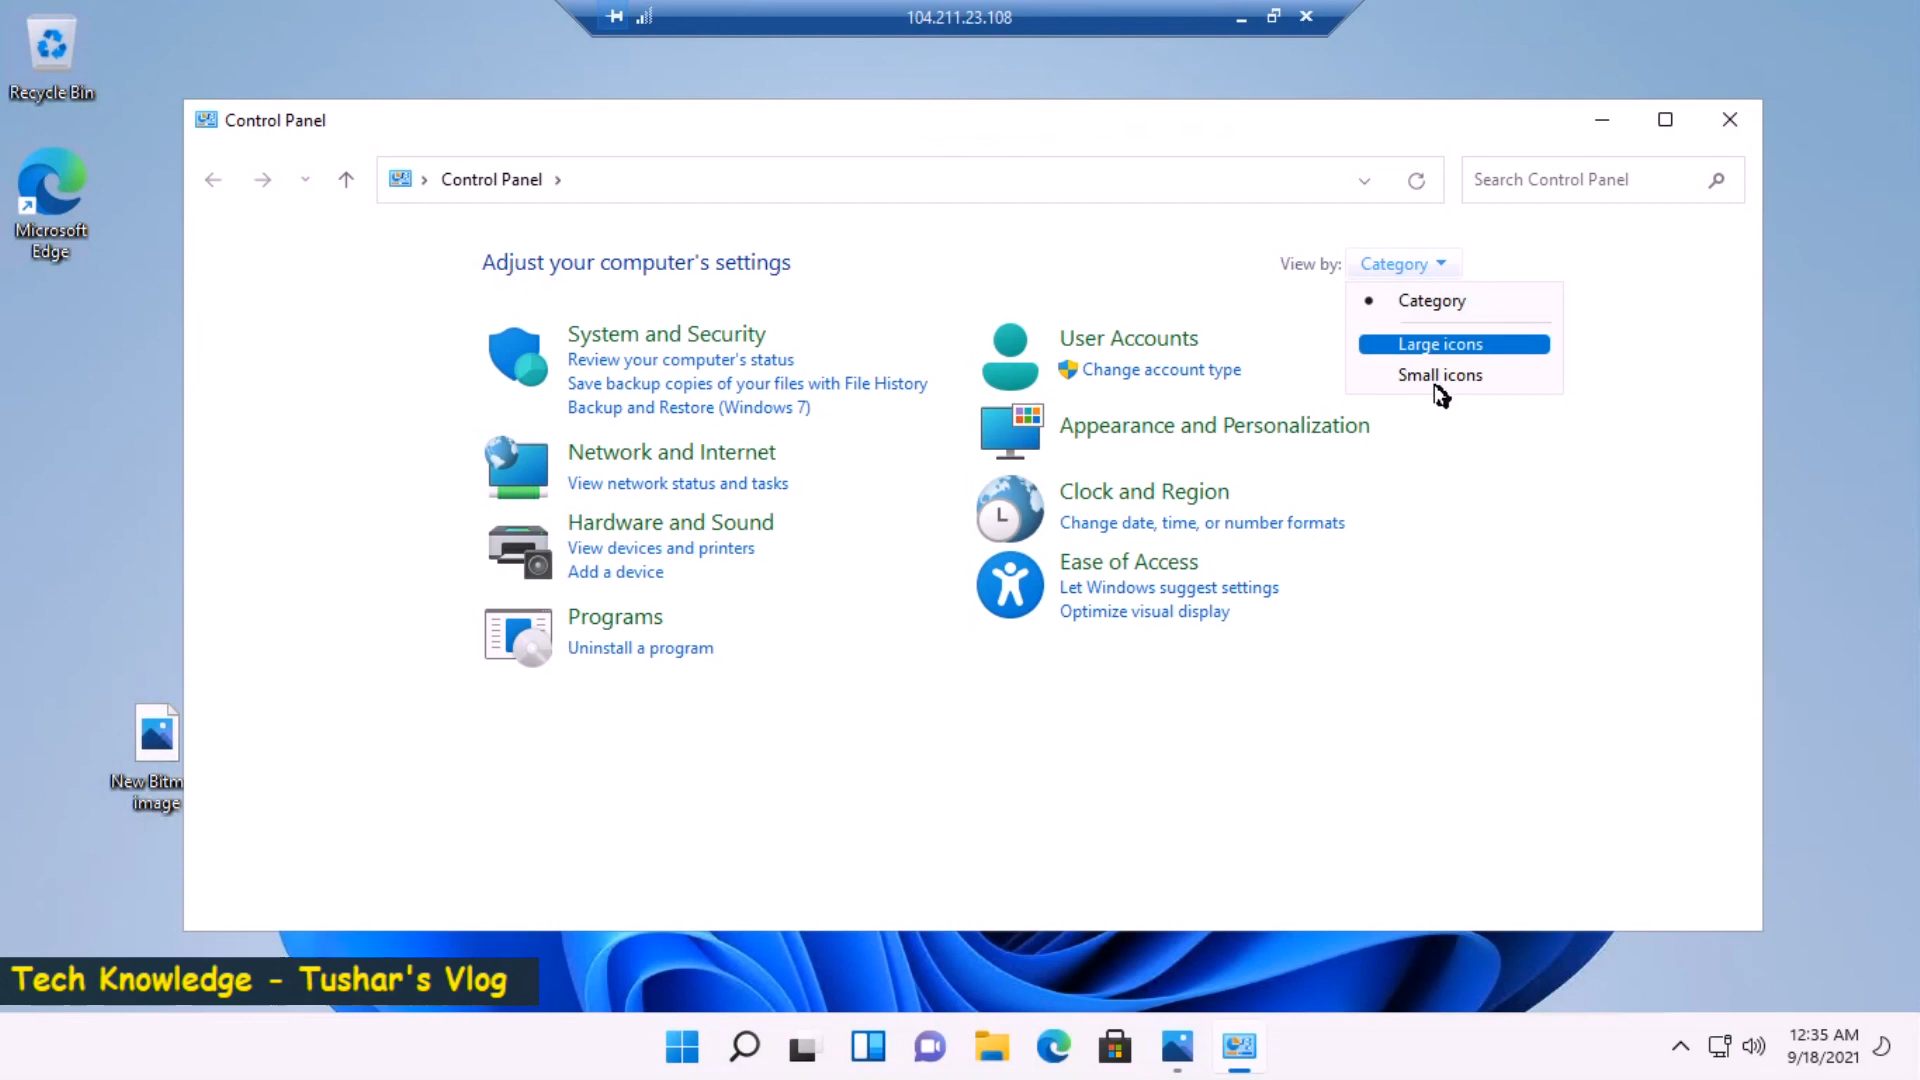 104.211.23.108
Recycle Bin
Microsoft
Edge
New Bitm
image
Control Panel
Control Panel
Search Control Panel
Adjust your computer's settings
View by:
Category
Category
Large icons
Small icons
System and Security
Review your computer's status
Save backup copies of your files with File History
Backup and Restore (Windows 7)
Network and Internet
View network status and tasks
Hardware and Sound
View devices and printers
Add a device
Programs
Uninstall a program
User Accounts
Change account type
Appearance and Personalization
Clock and Region
Change date, time, or number formats
Ease of Access
Let Windows suggest settings
Optimize visual display
Tech Knowledge - Tushar's Vlog
12:35 AM
9/18/2021